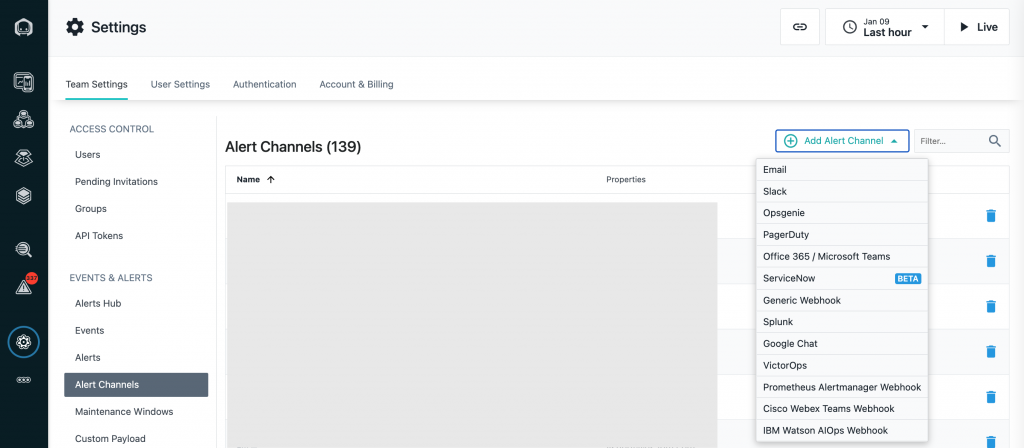 Settings
Jan 09
Last hour
Live
Team Settings
User Settings
Authentication
Account & Billing
ACCESS CONTROL
Users
Pending Invitations
Groups
API Tokens
EVENTS & ALERTS
Alerts Hub
Events
Alerts
Alert Channels
Maintenance Windows
Custom Payload
337
Alert Channels (139)
Add Alert Channel
Filter...
Name
Properties
Email
Slack
Opsgenie
PagerDuty
Office 365 / Microsoft Teams
ServiceNow BETA
Generic Webhook
Splunk
Google Chat
VictorOps
Prometheus Alertmanager Webhook
Cisco Webex Teams Webhook
IBM Watson AIOps Webhook